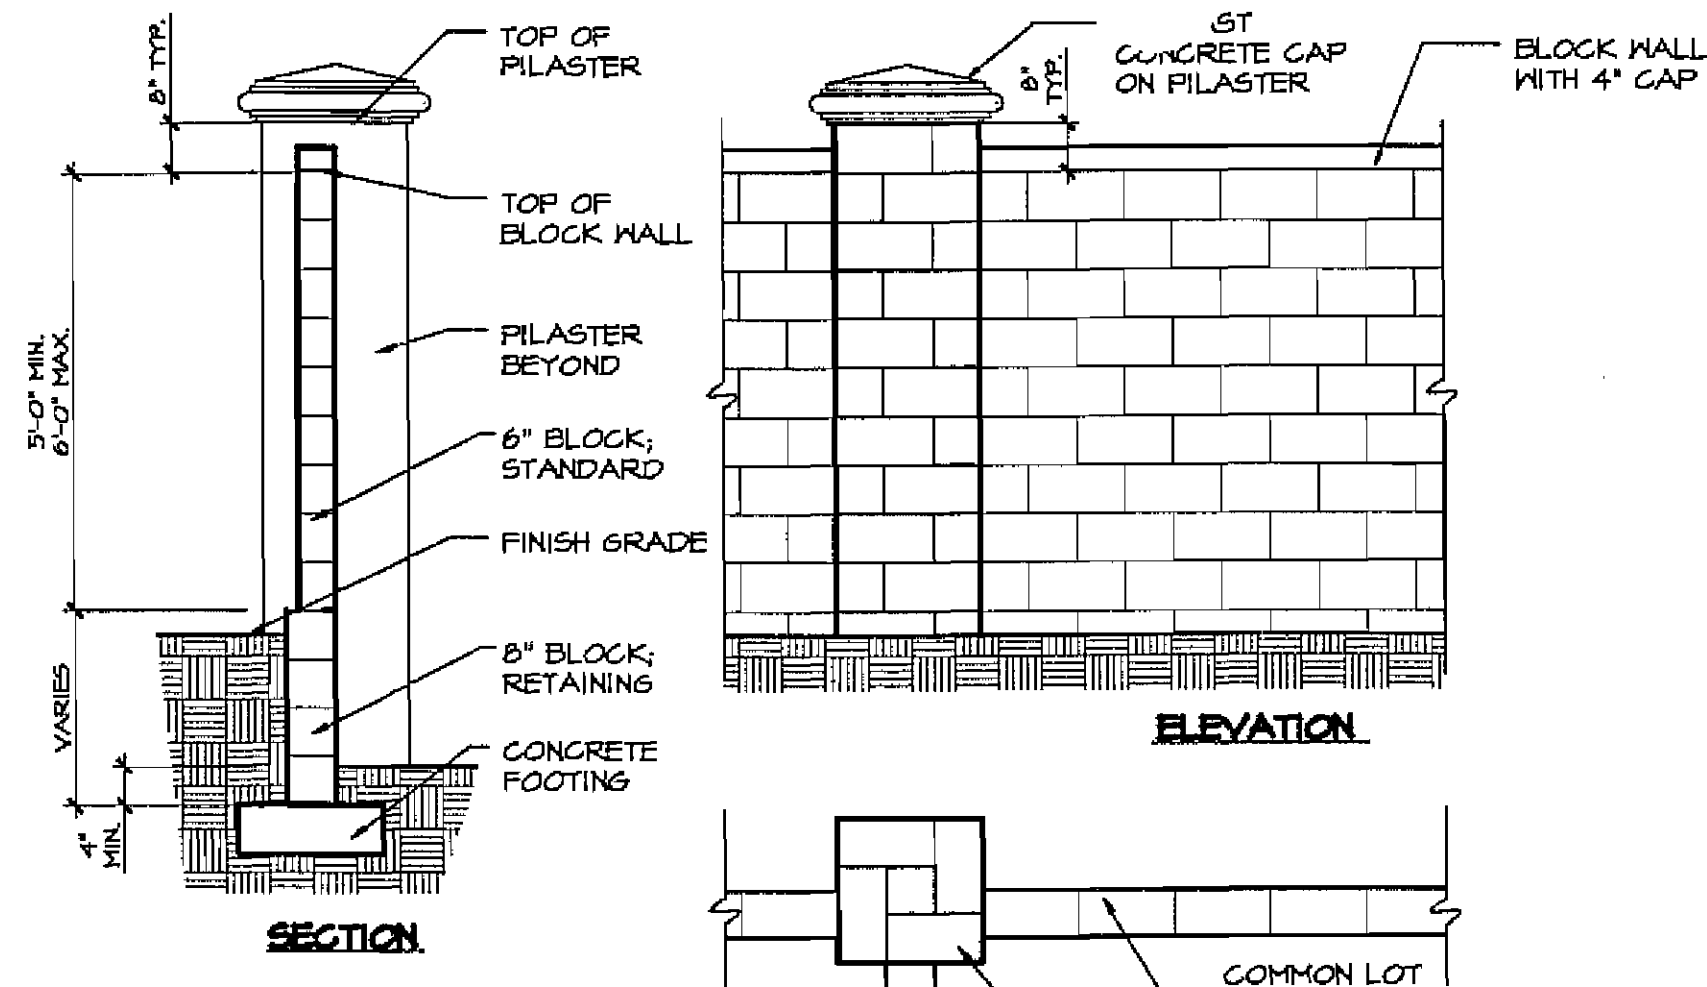 8" TYP.
TOP OF
PILASTER
TOP OF
BLOCK WALL
5'-0" MIN.
6'-0" MAX.
PILASTER
BEYOND
6" BLOCK;
STANDARD
FINISH GRADE
8" BLOCK;
RETAINING
VARIES
CONCRETE
FOOTING
4"
MIN.
SECTION
ST
CONCRETE CAP
ON PILASTER
8"
TYP.
BLOCK WALL
WITH 4" CAP
ELEVATION
COMMON LOT